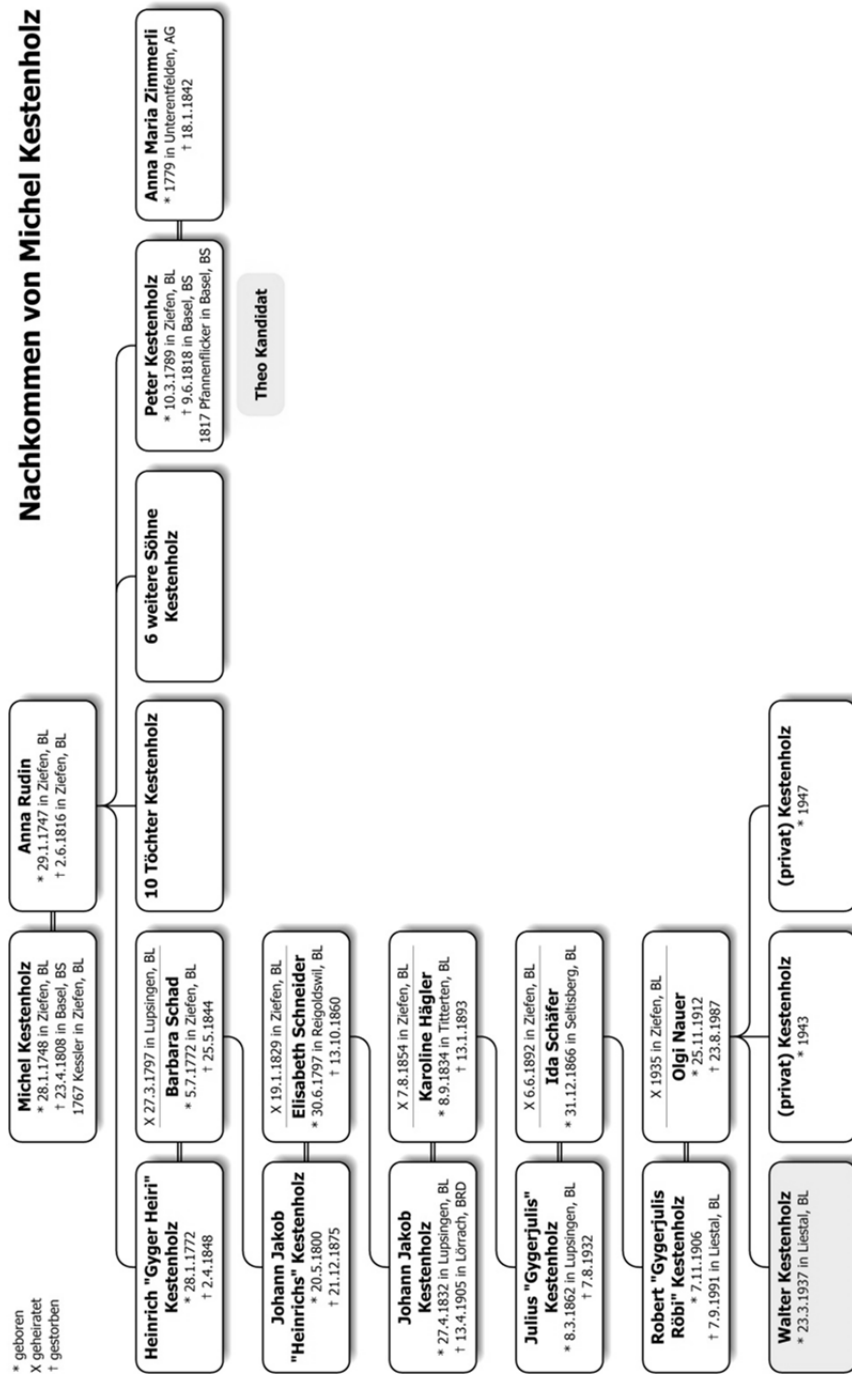 Nachkommen von Michel Kestenholz
* geboren
X geheiratet
† gestorben
Michel Kestenholz
* 28.1.1748 in Ziefen, BL
† 23.4.1808 in Basel, BS
1767 Kessler in Ziefen, BL
Anna Rudin
* 29.1.1747 in Ziefen, BL
† 2.6.1816 in Ziefen, BL
Heinrich "Gyger Heiri"
Kestenholz
* 28.1.1772
† 2.4.1848
X 27.3.1797 in Lupsingen, BL
Barbara Schad
* 5.7.1772 in Ziefen, BL
† 25.5.1844
10 Töchter Kestenholz
6 weitere Söhne
Kestenholz
Peter Kestenholz
* 10.3.1789 in Ziefen, BL
† 9.6.1818 in Basel, BS
1817 Pfannenflicker in Basel, BS
Anna Maria Zimmerli
* 1779 in Unterentfelden, AG
† 18.1.1842
Theo Kandidat
Johann Jakob
"Heinrichs" Kestenholz
* 20.5.1800
† 21.12.1875
X 19.1.1829 in Ziefen, BL
Elisabeth Schneider
* 30.6.1797 in Reigoldswil, BL
† 13.10.1860
Johann Jakob
Kestenholz
* 27.4.1832 in Lupsingen, BL
† 13.4.1905 in Lörrach, BRD
X 7.8.1854 in Ziefen, BL
Karoline Hägler
* 8.9.1834 in Titterten, BL
† 13.1.1893
Julius "Gygerjulis"
Kestenholz
* 8.3.1862 in Lupsingen, BL
† 7.8.1932
X 6.6.1892 in Ziefen, BL
Ida Schäfer
* 31.12.1866 in Seltisberg, BL
Robert "Gygerjulis
Röbi" Kestenholz
* 7.11.1906
† 7.9.1991 in Liestal, BL
X 1935 in Ziefen, BL
Olgi Nauer
* 25.11.1912
† 23.8.1987
Walter Kestenholz
* 23.3.1937 in Liestal, BL
(privat) Kestenholz
* 1943
(privat) Kestenholz
* 1947